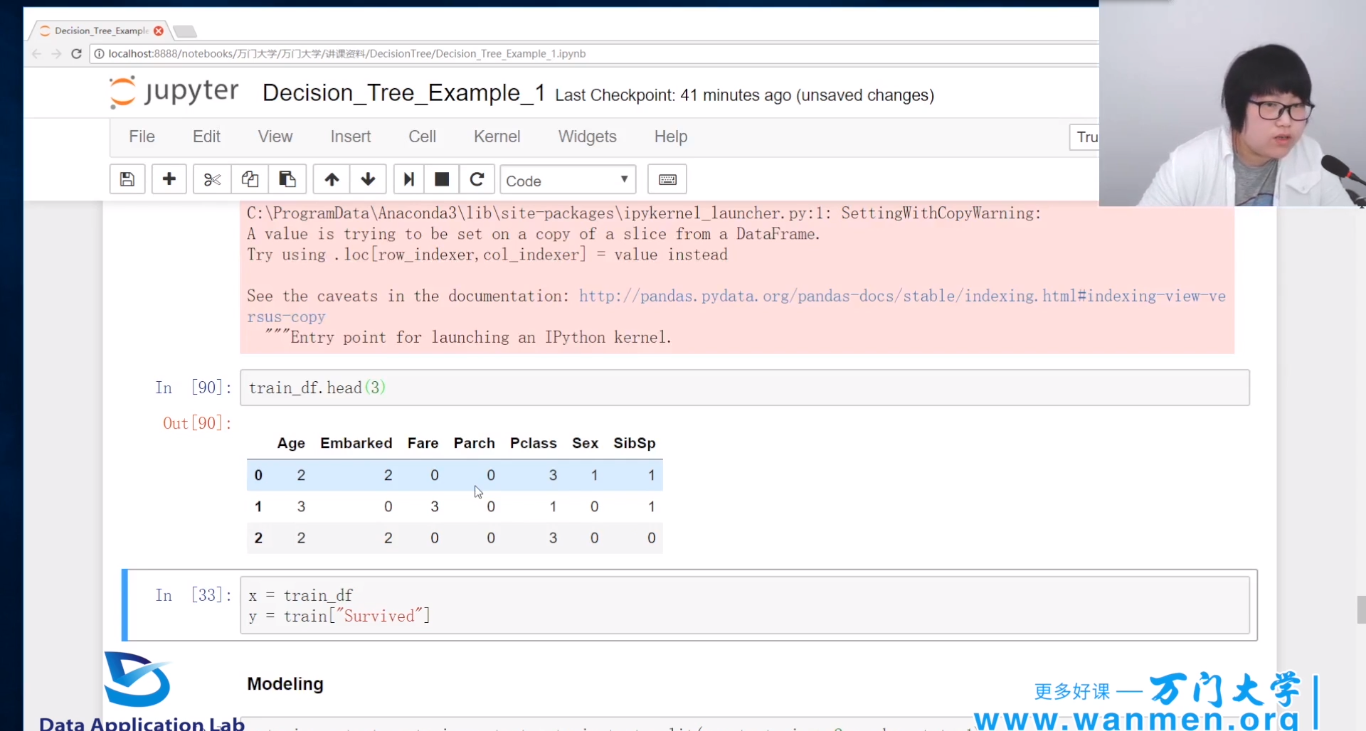 Decision_Tree_Example
localhost:8888/notebooks/万门大学/万门大学/讲课资料/DecisionTree/Decision_Tree_Example_1.ipynb
jupyter Decision_Tree_Example_1 Last Checkpoint: 41 minutes ago (unsaved changes)
File Edit View Insert Cell Kernel Widgets Help Tru
Code
C:\ProgramData\Anaconda3\lib\site-packages\ipykernel_launcher.py:1: SettingWithCopyWarning:
A value is trying to be set on a copy of a slice from a DataFrame.
Try using .loc[row_indexer,col_indexer] = value instead
See the caveats in the documentation: http://pandas.pydata.org/pandas-docs/stable/indexing.html#indexing-view-ve
rsus-copy
"""Entry point for launching an IPython kernel.
In [90]: train_df.head(3)
Out[90]:
Age Embarked Fare Parch Pclass Sex SibSp
0 2 2 0 0 3 1 1
1 3 0 3 0 1 0 1
2 2 2 0 0 3 0 0
In [33]: x = train_df
y = train["Survived"]
Modeling
更多好课 — 万门大学
Data Application Lab
www.wanmen.org